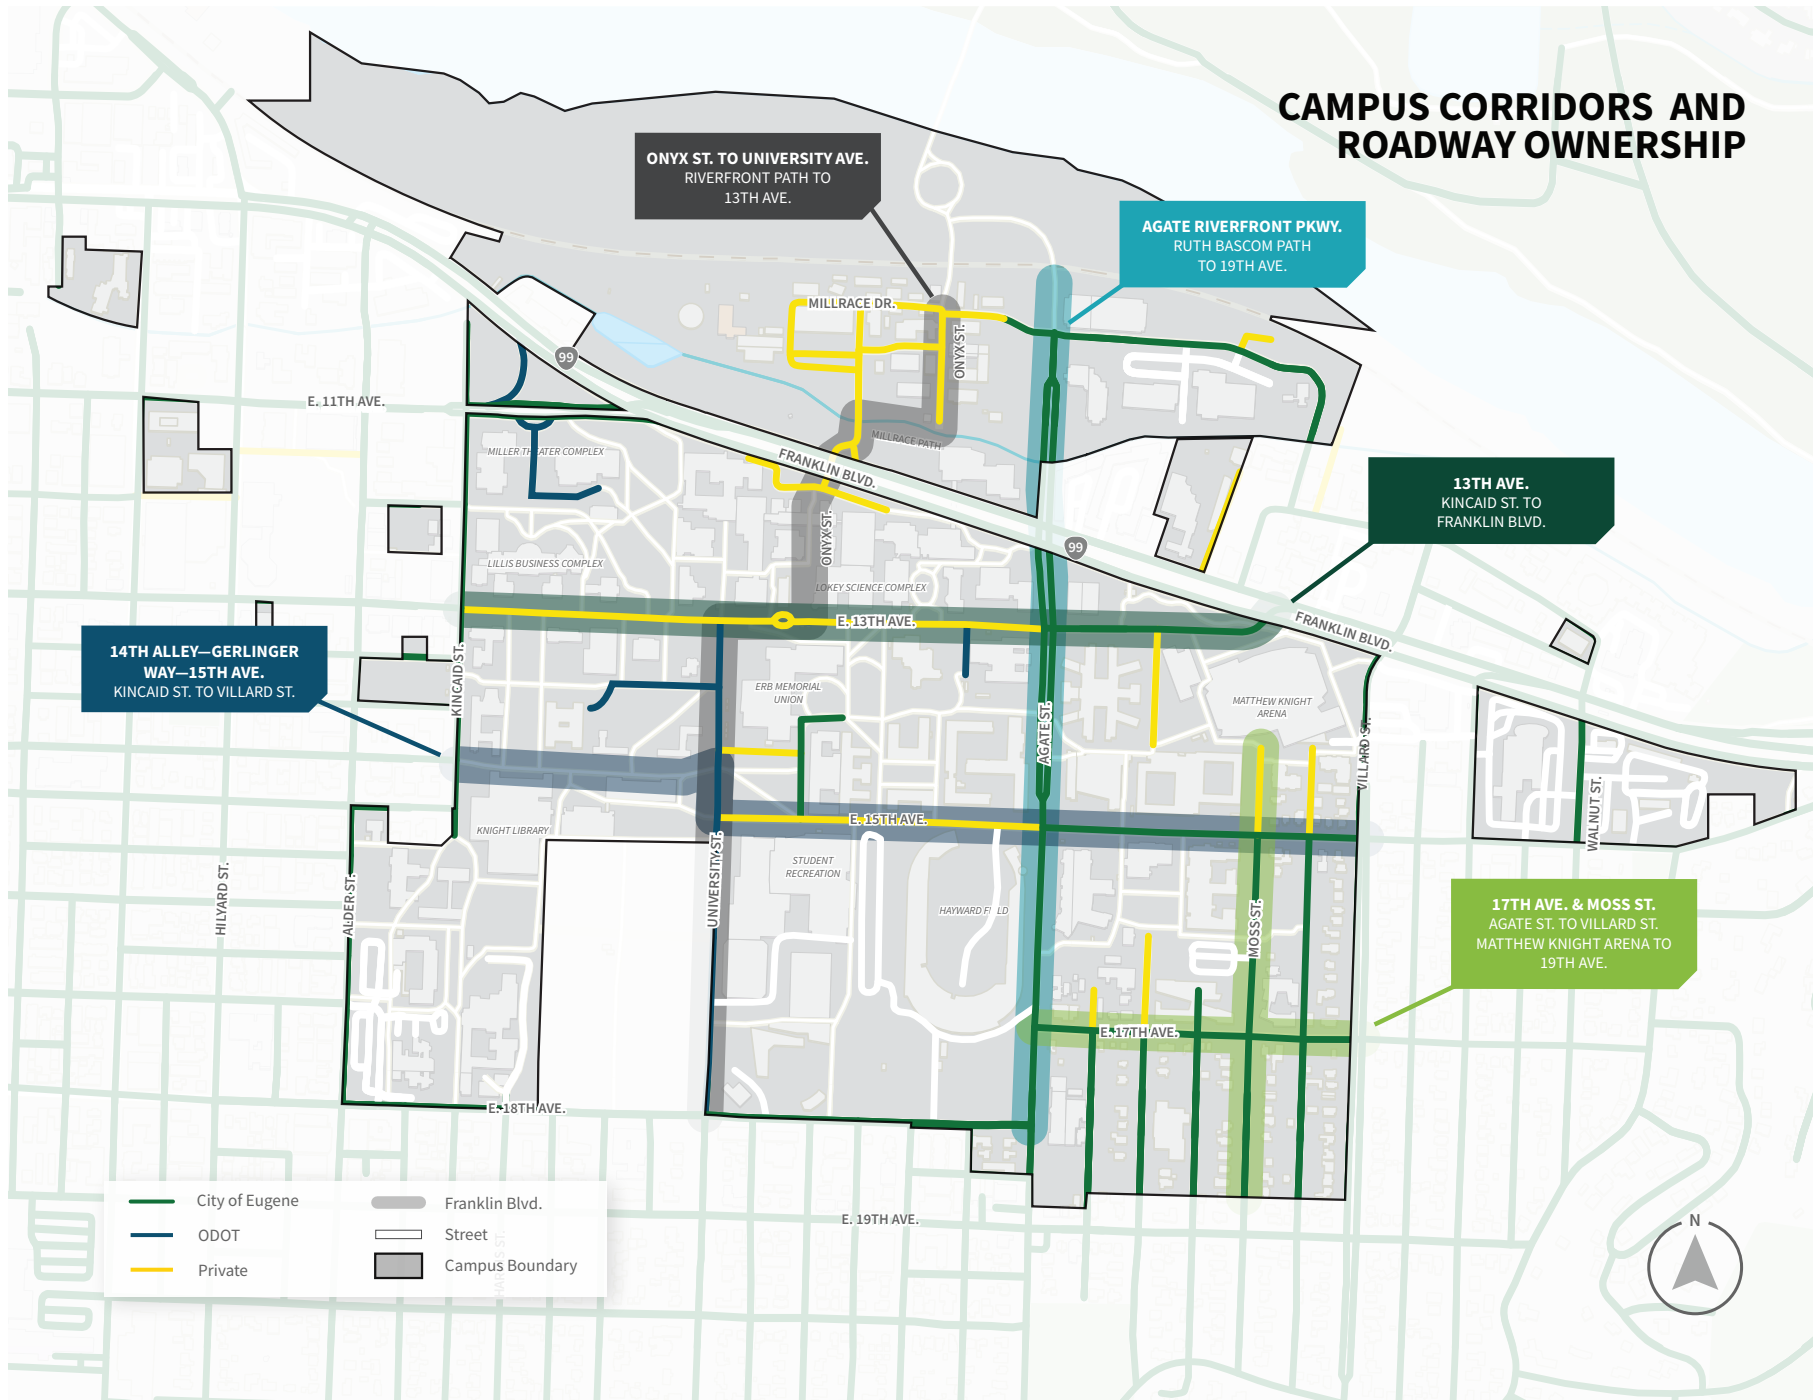 CAMPUS CORRIDORS AND
ROADWAY OWNERSHIP
ONYX ST. TO UNIVERSITY AVE.
RIVERFRONT PATH TO
13TH AVE.
AGATE RIVERFRONT PKWY.
RUTH BASCOM PATH
TO 19TH AVE.
MILLRACE DR.
ONYX ST.
99
E. 11TH AVE.
MILLRACE PATH
MILLER THEATER COMPLEX
FRANKLIN BLVD.
13TH AVE.
KINCAID ST. TO
FRANKLIN BLVD.
ONYX ST.
99
LILLIS BUSINESS COMPLEX
LOKEY SCIENCE COMPLEX
E. 13TH AVE.
FRANKLIN BLVD.
14TH ALLEY—GERLINGER
WAY—15TH AVE.
KINCAID ST. TO VILLARD ST.
KINCAID ST.
ERB MEMORIAL
UNION
MATTHEW KNIGHT
ARENA
AGATE ST.
VILLARD ST.
WALNUT ST.
E. 15TH AVE.
KNIGHT LIBRARY
STUDENT
RECREATION
HILYARD ST.
ALDER ST.
UNIVERSITY ST.
HAYWARD FIELD
MOSS ST.
17TH AVE. & MOSS ST.
AGATE ST. TO VILLARD ST.
MATTHEW KNIGHT ARENA TO
19TH AVE.
E. 17TH AVE.
E. 18TH AVE.
E. 19TH AVE.
City of Eugene
ODOT
Private
Franklin Blvd.
Street
Campus Boundary
N